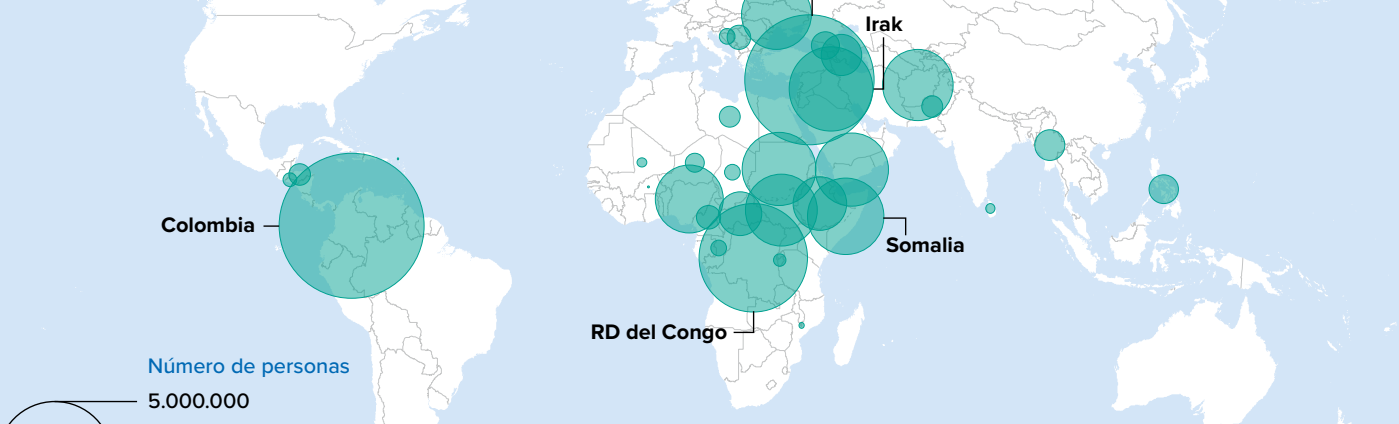 Irak
Colombia
Somalia
RD del Congo
Número de personas
5.000.000